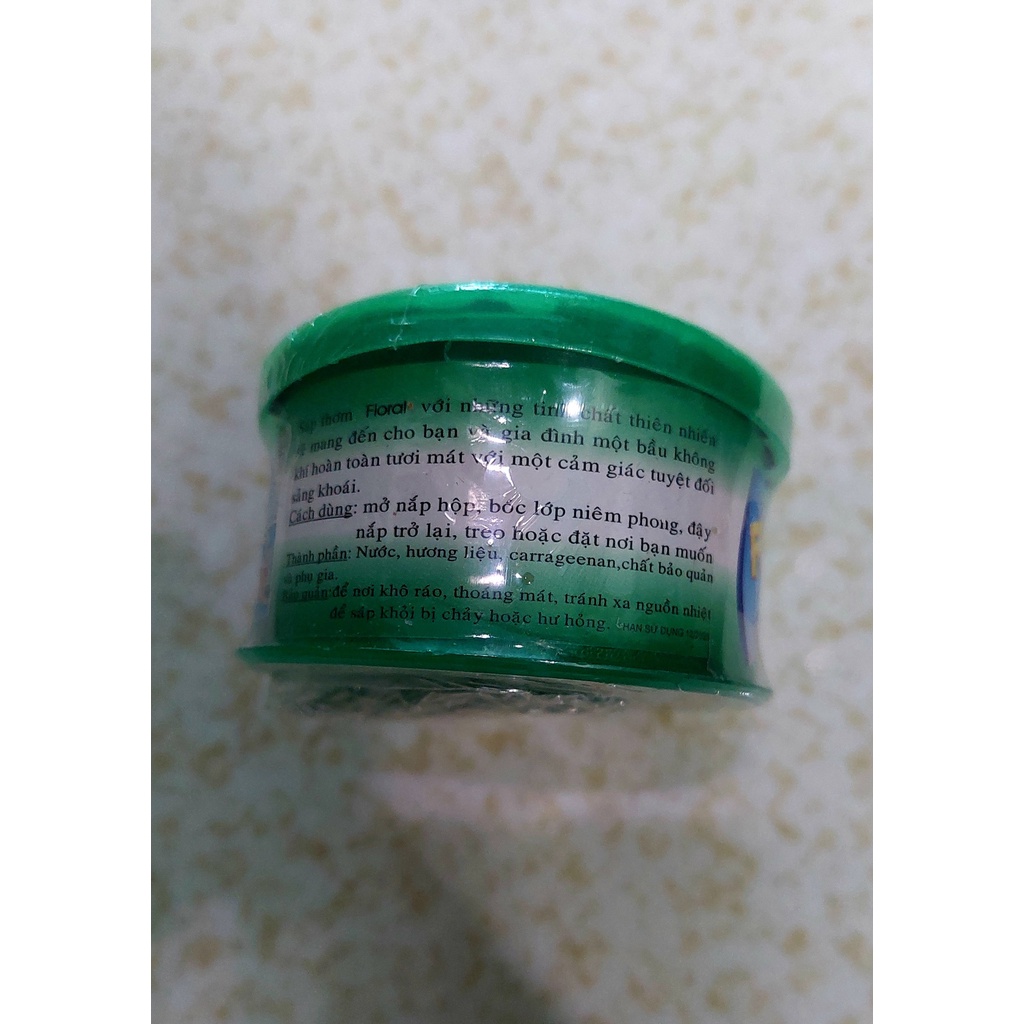 Sáp thơm Floral® với những tinh chất thiên nhiên
sẽ mang đến cho bạn và gia đình một bầu không
khí hoàn toàn tươi mát với một cảm giác tuyệt đối
sảng khoái.
Cách dùng: mở nắp hộp, bóc lớp niêm phong, đậy
nắp trở lại, treo hoặc đặt nơi bạn muốn
Thành phần: Nước, hương liệu, carrageenan,chất bảo quản
và phụ gia.
Bảo quản:để nơi khô ráo, thoáng mát, tránh xa nguồn nhiệt
để sáp khỏi bị chảy hoặc hư hỏng. HẠN SỬ DỤNG